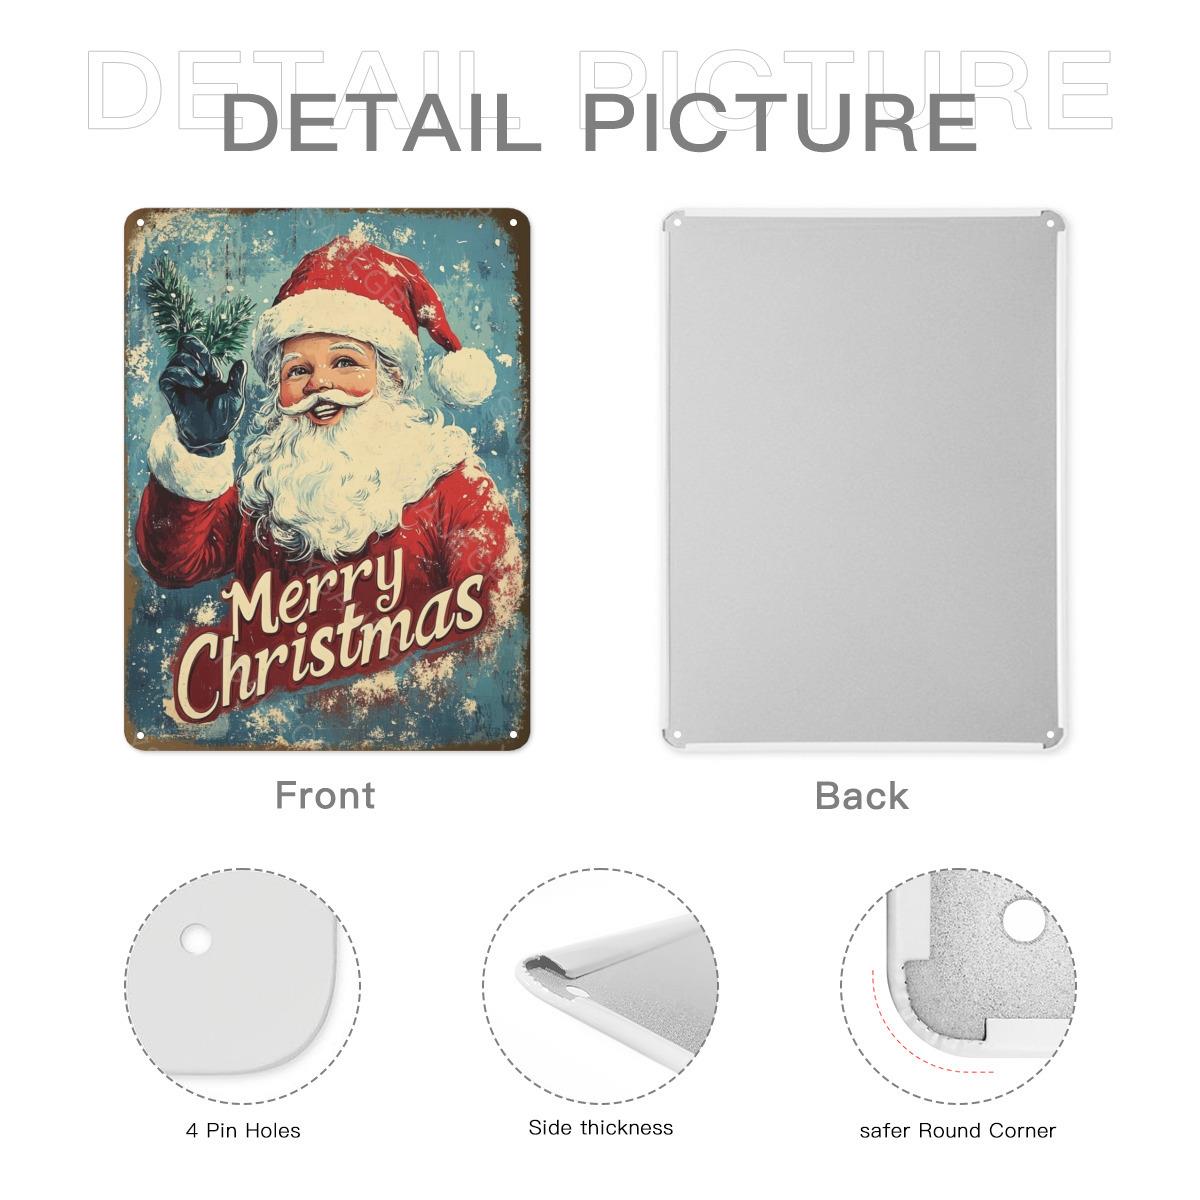 DETAIL PICTURE
DETAIL PICTURE
Merry
Christmas
Front
Back
4 Pin Holes
Side thickness
safer Round Corner